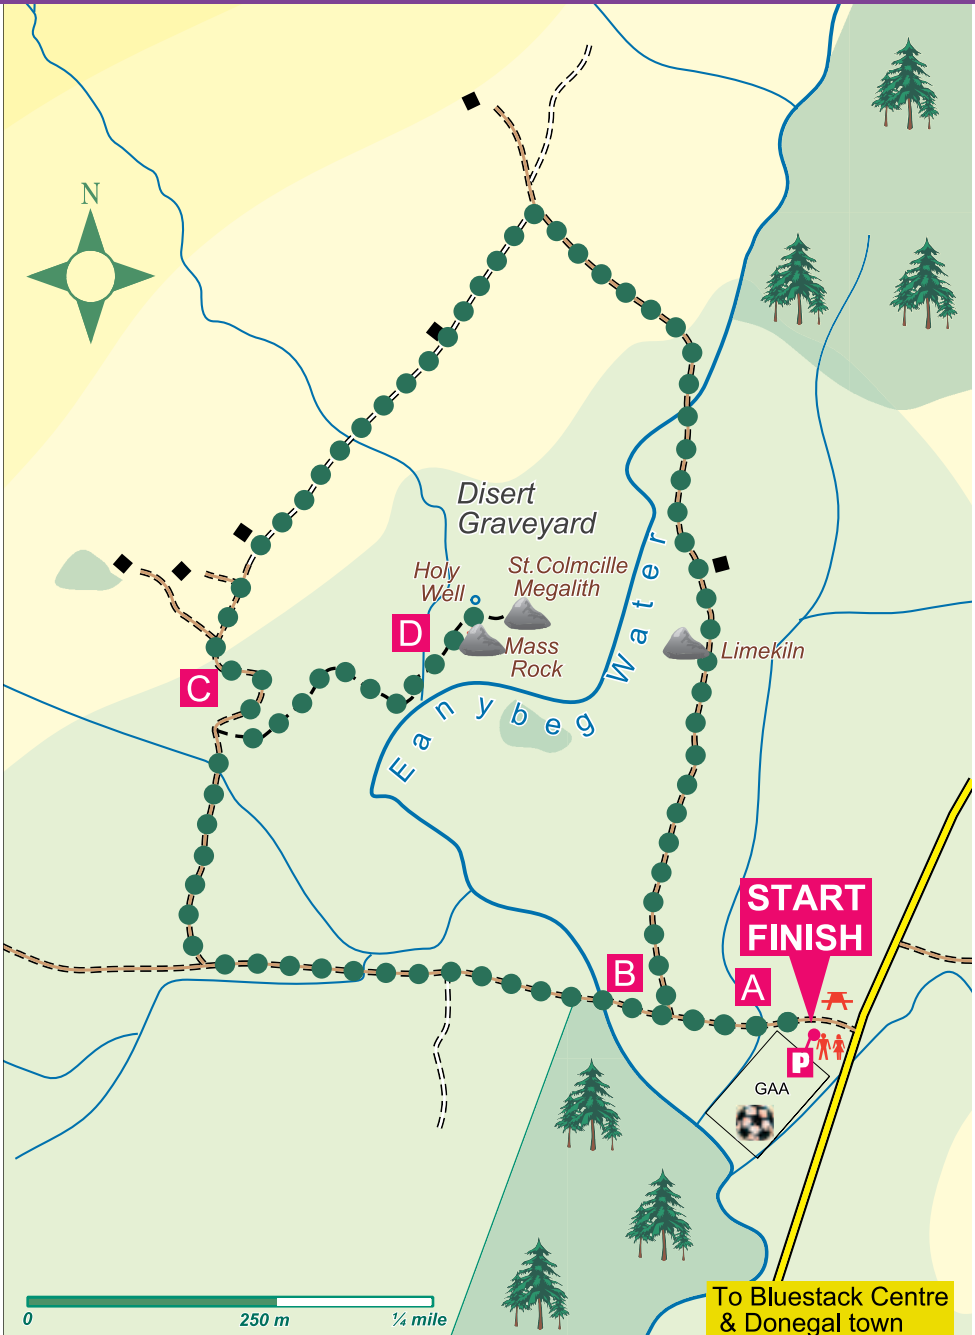 N
Disert
Graveyard
Holy
Well
St.Colmcille
Megalith
D
Mass
Rock
Limekiln
C
Eanybeg Water
START
FINISH
B
A
P
GAA
0
250 m
¼ mile
To Bluestack Centre
& Donegal town